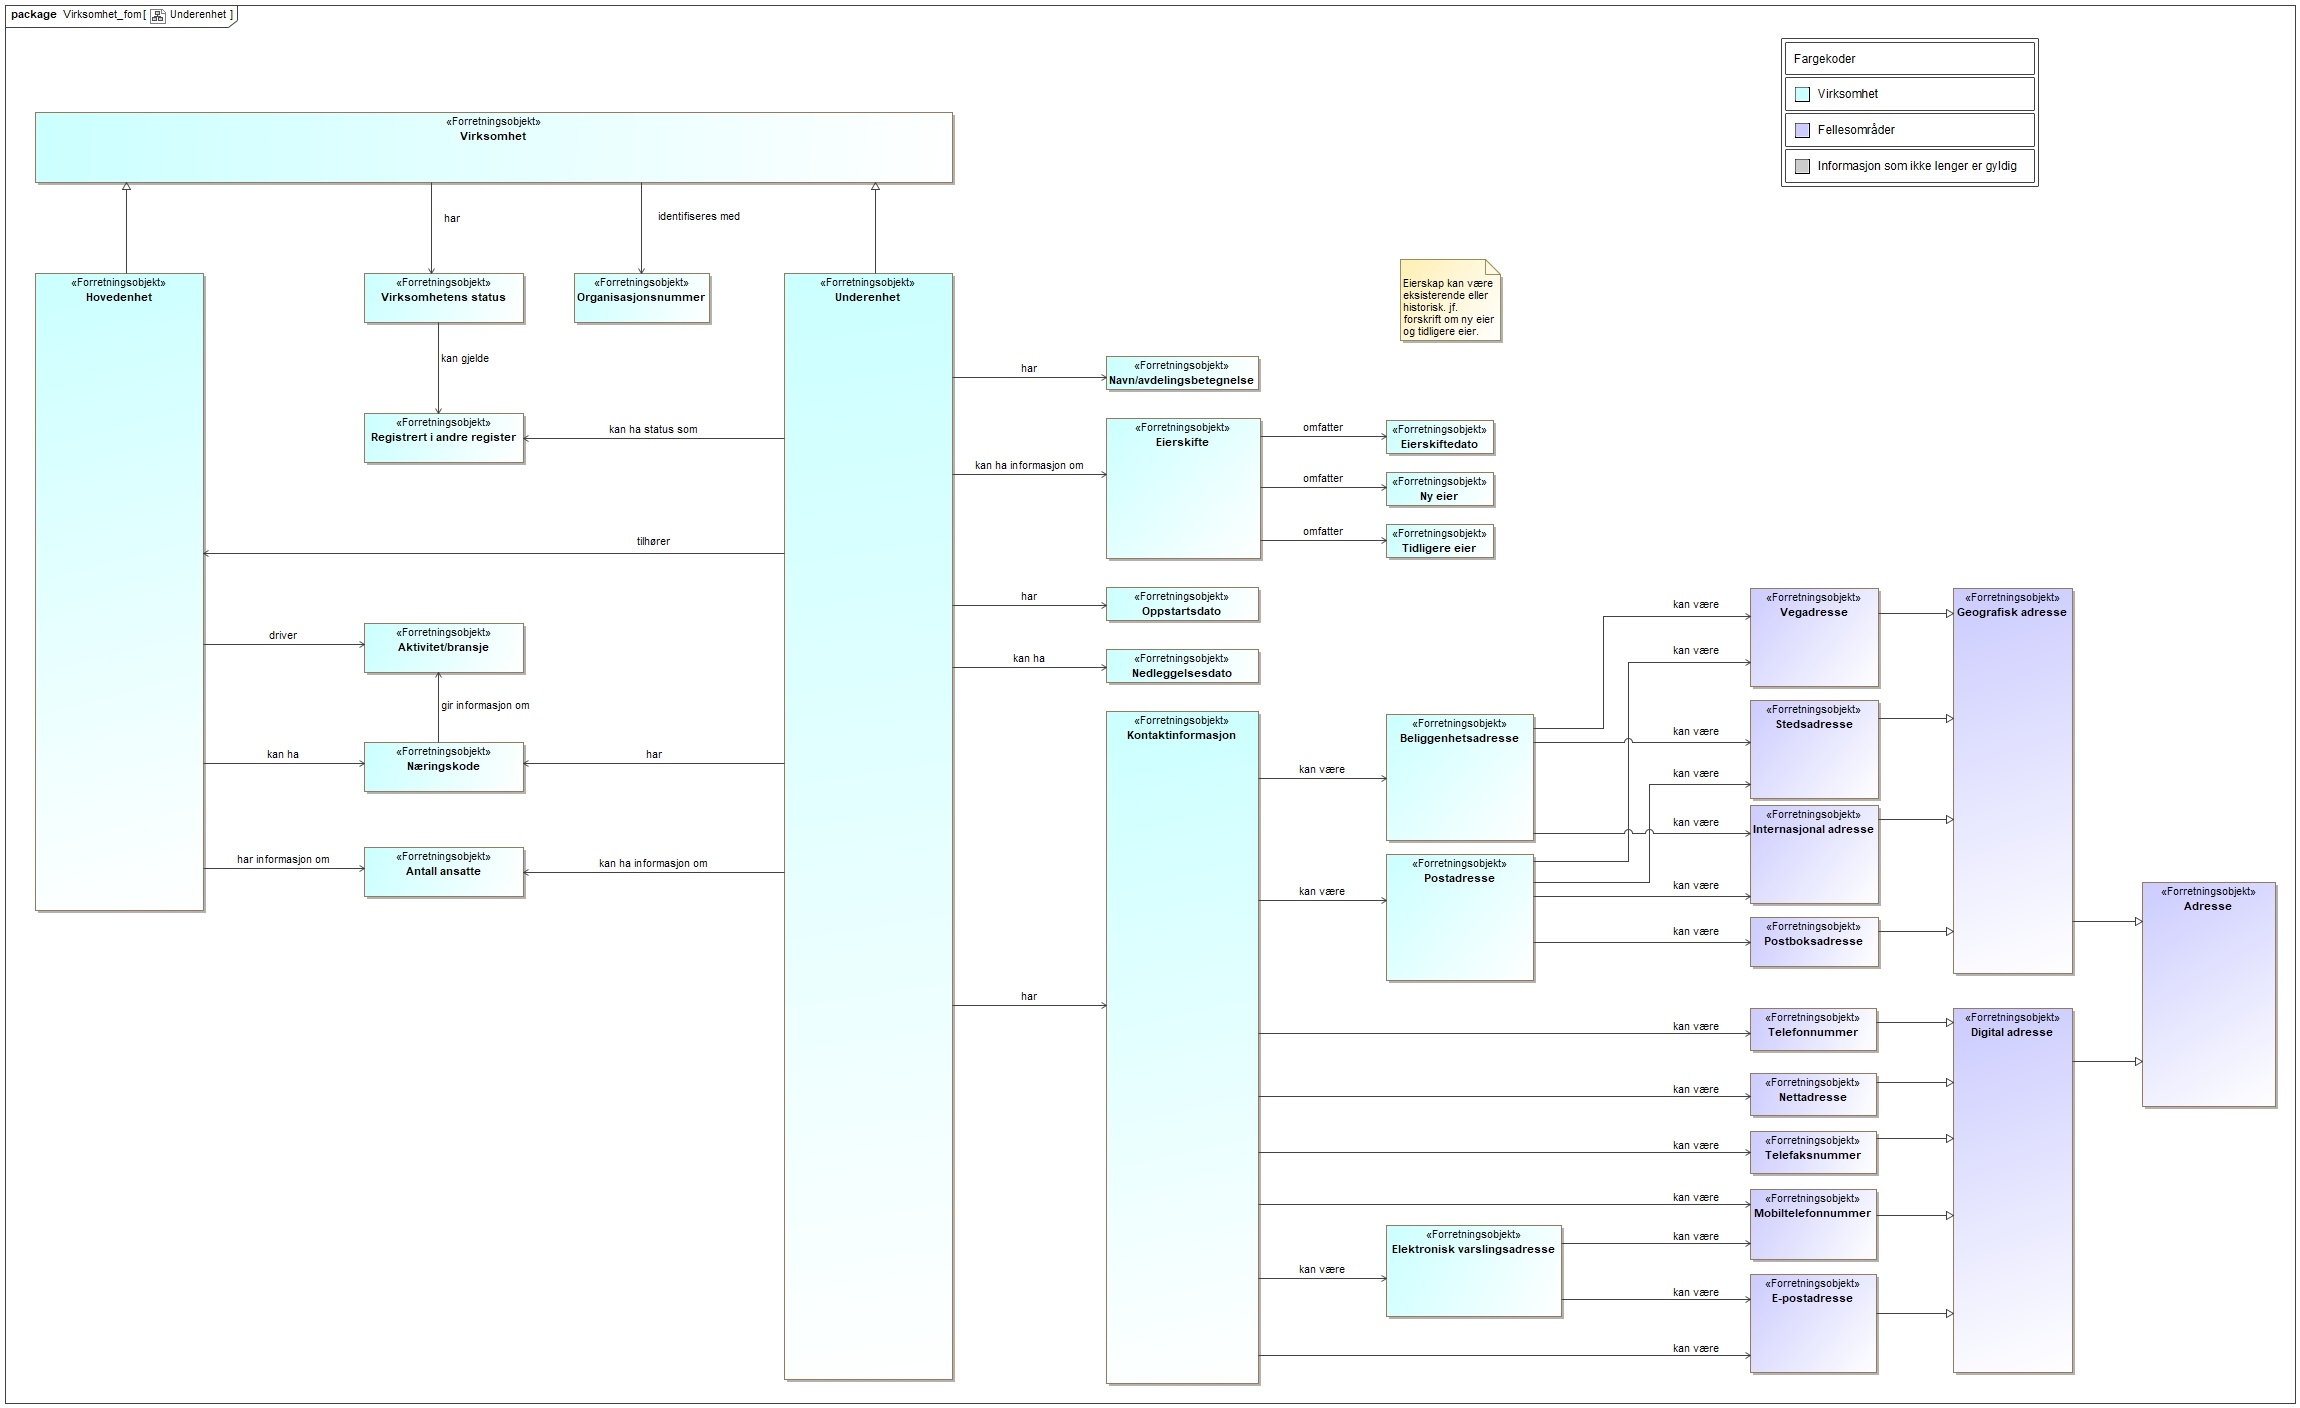 package Virksomhet_fom[ Underenhet ]
Fargekoder
Virksomhet
Fellesområder
Informasjon som ikke lenger er gyldig
«Forretningsobjekt»
Virksomhet
har
identifiseres med
«Forretningsobjekt»
Hovedenhet
«Forretningsobjekt»
Virksomhetens status
«Forretningsobjekt»
Organisasjonsnummer
«Forretningsobjekt»
Underenhet
Eierskap kan være
eksisterende eller
historisk. jf.
forskrift om ny eier
og tidligere eier.
kan gjelde
har
«Forretningsobjekt»
Navn/avdelingsbetegnelse
«Forretningsobjekt»
Registrert i andre register
kan ha status som
kan ha informasjon om
«Forretningsobjekt»
Eierskifte
omfatter
«Forretningsobjekt»
Eierskiftedato
omfatter
«Forretningsobjekt»
Ny eier
omfatter
«Forretningsobjekt»
Tidligere eier
tilhører
har
«Forretningsobjekt»
Oppstartsdato
driver
«Forretningsobjekt»
Aktivitet/bransje
kan ha
«Forretningsobjekt»
Nedleggelsesdato
gir informasjon om
kan ha
«Forretningsobjekt»
Næringskode
har
har informasjon om
«Forretningsobjekt»
Antall ansatte
kan ha informasjon om
har
«Forretningsobjekt»
Kontaktinformasjon
kan være
«Forretningsobjekt»
Beliggenhetsadresse
kan være
«Forretningsobjekt»
Postadresse
kan være
kan være
«Forretningsobjekt»
Vegadresse
kan være
kan være
«Forretningsobjekt»
Stedsadresse
kan være
kan være
«Forretningsobjekt»
Internasjonal adresse
kan være
«Forretningsobjekt»
Postboksadresse
«Forretningsobjekt»
Geografisk adresse
«Forretningsobjekt»
Adresse
kan være
«Forretningsobjekt»
Telefonnummer
«Forretningsobjekt»
Digital adresse
kan være
«Forretningsobjekt»
Nettadresse
kan være
«Forretningsobjekt»
Telefaksnummer
kan være
kan være
«Forretningsobjekt»
Mobiltelefonnummer
kan være
«Forretningsobjekt»
Elektronisk varslingsadresse
kan være
kan være
«Forretningsobjekt»
E-postadresse